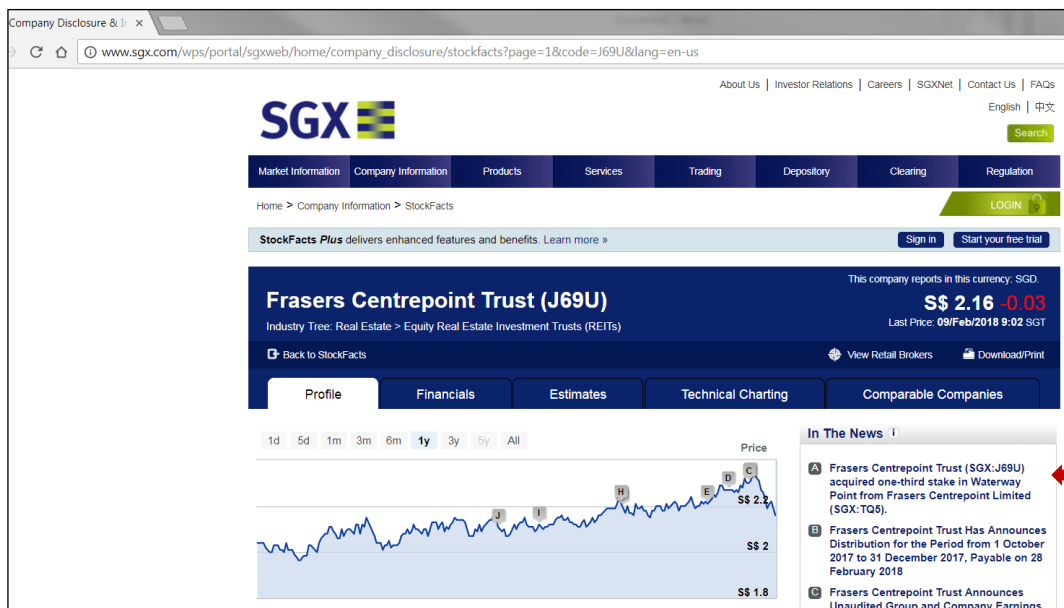 Company Disclosure & I
www.sgx.com/wps/portal/sgxweb/home/company_disclosure/stockfacts?page=1&code=J69U&lang=en-us
About Us | Investor Relations | Careers | SGXNet | Contact Us | FAQs
English | 中文
SGX
Search
Market Information Company Information Products Services Trading Depository Clearing Regulation
Home > Company Information > StockFacts
LOGIN
StockFacts Plus delivers enhanced features and benefits. Learn more »
Sign in Start your free trial
This company reports in this currency: SGD.
Frasers Centrepoint Trust (J69U)
S$ 2.16 -0.03
Industry Tree: Real Estate > Equity Real Estate Investment Trusts (REITs)
Last Price: 09/Feb/2018 9:02 SGT
Back to StockFacts
View Retail Brokers Download/Print
Profile Financials Estimates Technical Charting Comparable Companies
1d 5d 1m 3m 6m 1y 3y 5y All
Price
C
D
E
H
I
J
S$ 2.2
S$ 2
S$ 1.8
In The News i
A Frasers Centrepoint Trust (SGX:J69U)
acquired one-third stake in Waterway
Point from Frasers Centrepoint Limited
(SGX:TQ5).
B Frasers Centrepoint Trust Has Announces
Distribution for the Period from 1 October
2017 to 31 December 2017, Payable on 28
February 2018
C Frasers Centrepoint Trust Announces
Unaudited Group and Company Earnings